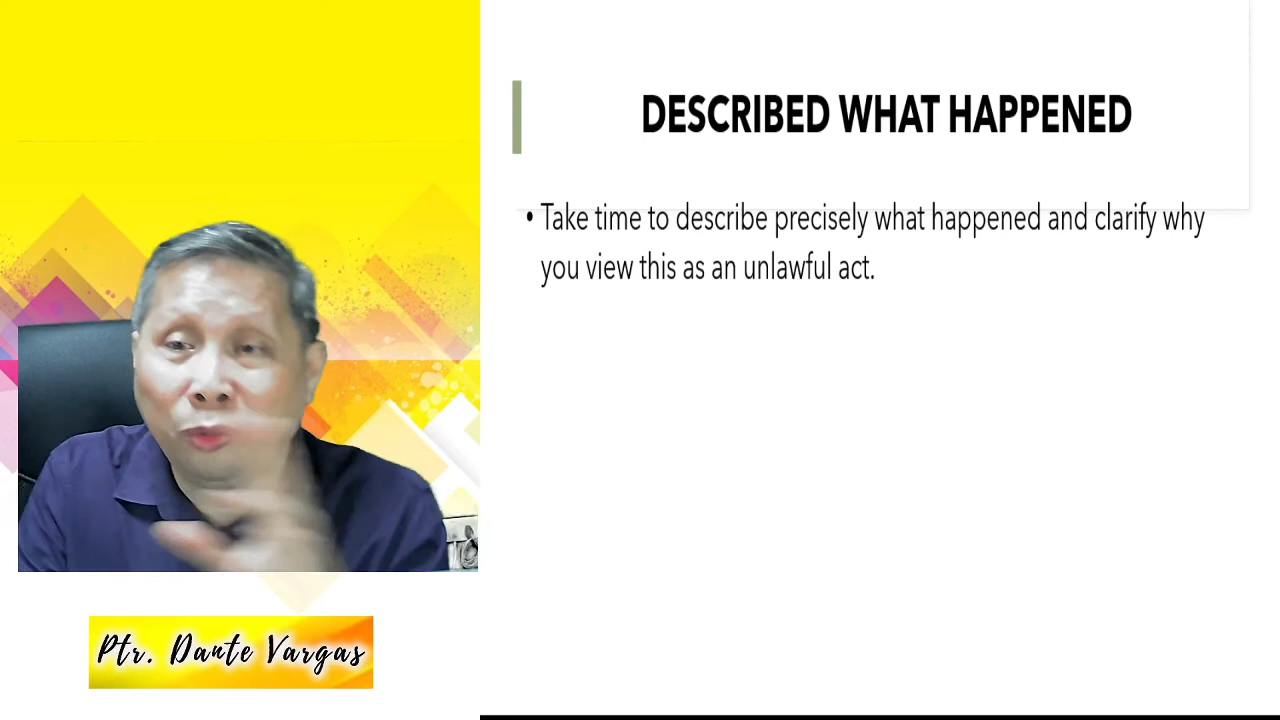 DESCRIBED WHAT HAPPENED
• Take time to describe precisely what happened and clarify why
you view this as an unlawful act.
Ptr. Dante Vargas